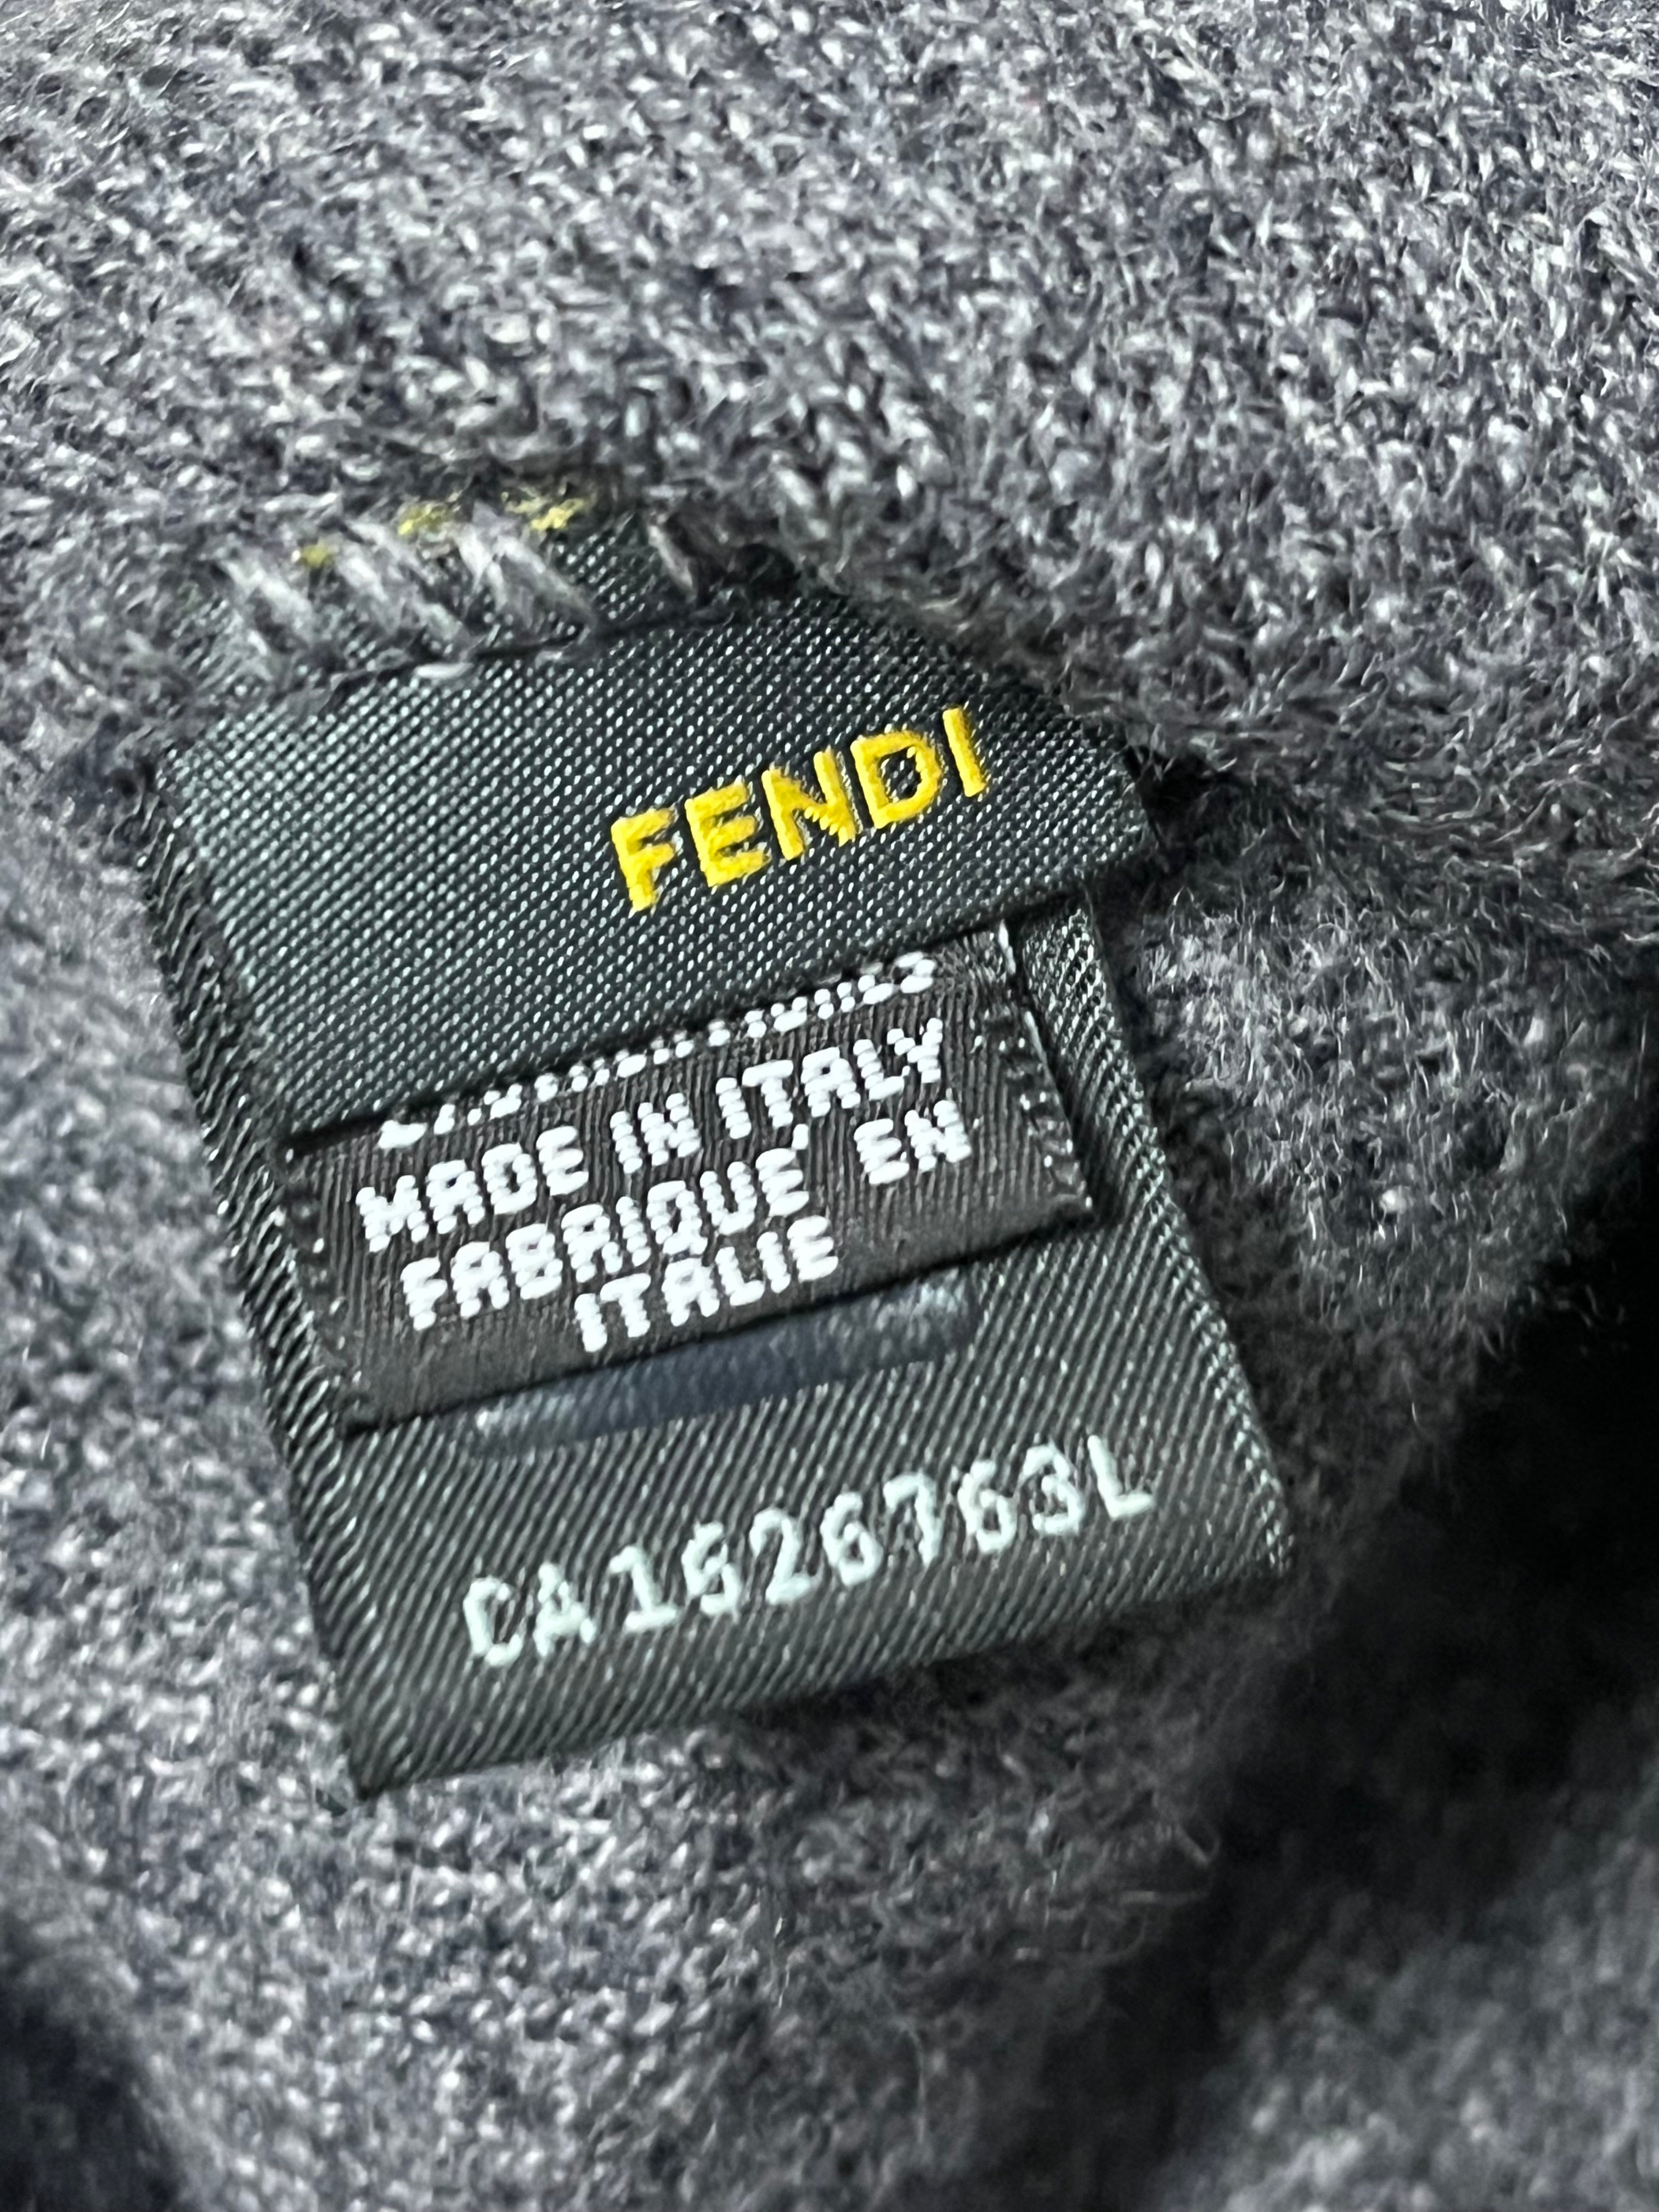 FENDI
MADE IN ITALY
FABRIQUE' EN
ITALIE
CA1626763L